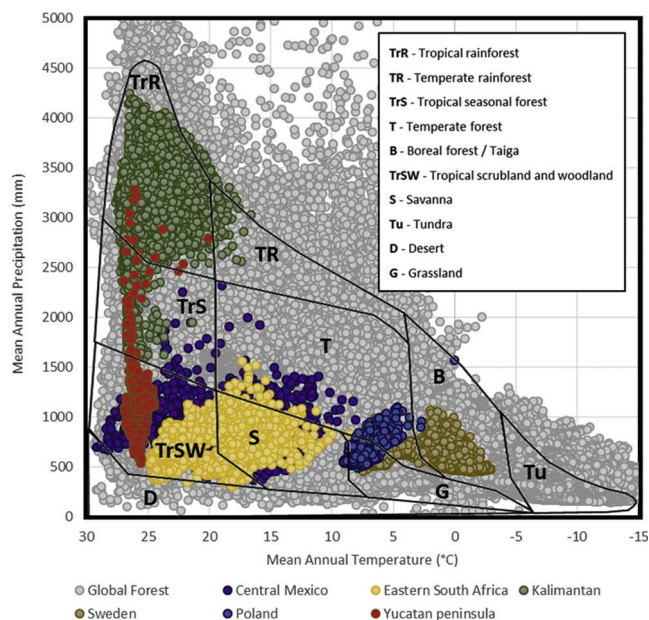 5000
4500
4000
3500
3000
2500
2000
1500
1000
500
0
Mean Annual Precipitation (mm)
30 25 20 15 10 5 0 -5 -10 -15
Mean Annual Temperature (°C)
TrR
TR
TrS
T
B
TrSW
S
Tu
D
G
TrR - Tropical rainforest
TR - Temperate rainforest
TrS - Tropical seasonal forest
T - Temperate forest
B - Boreal forest / Taiga
TrSW - Tropical scrubland and woodland
S - Savanna
Tu - Tundra
D - Desert
G - Grassland
Global Forest Central Mexico Eastern South Africa Kalimantan
Sweden Poland Yucatan peninsula